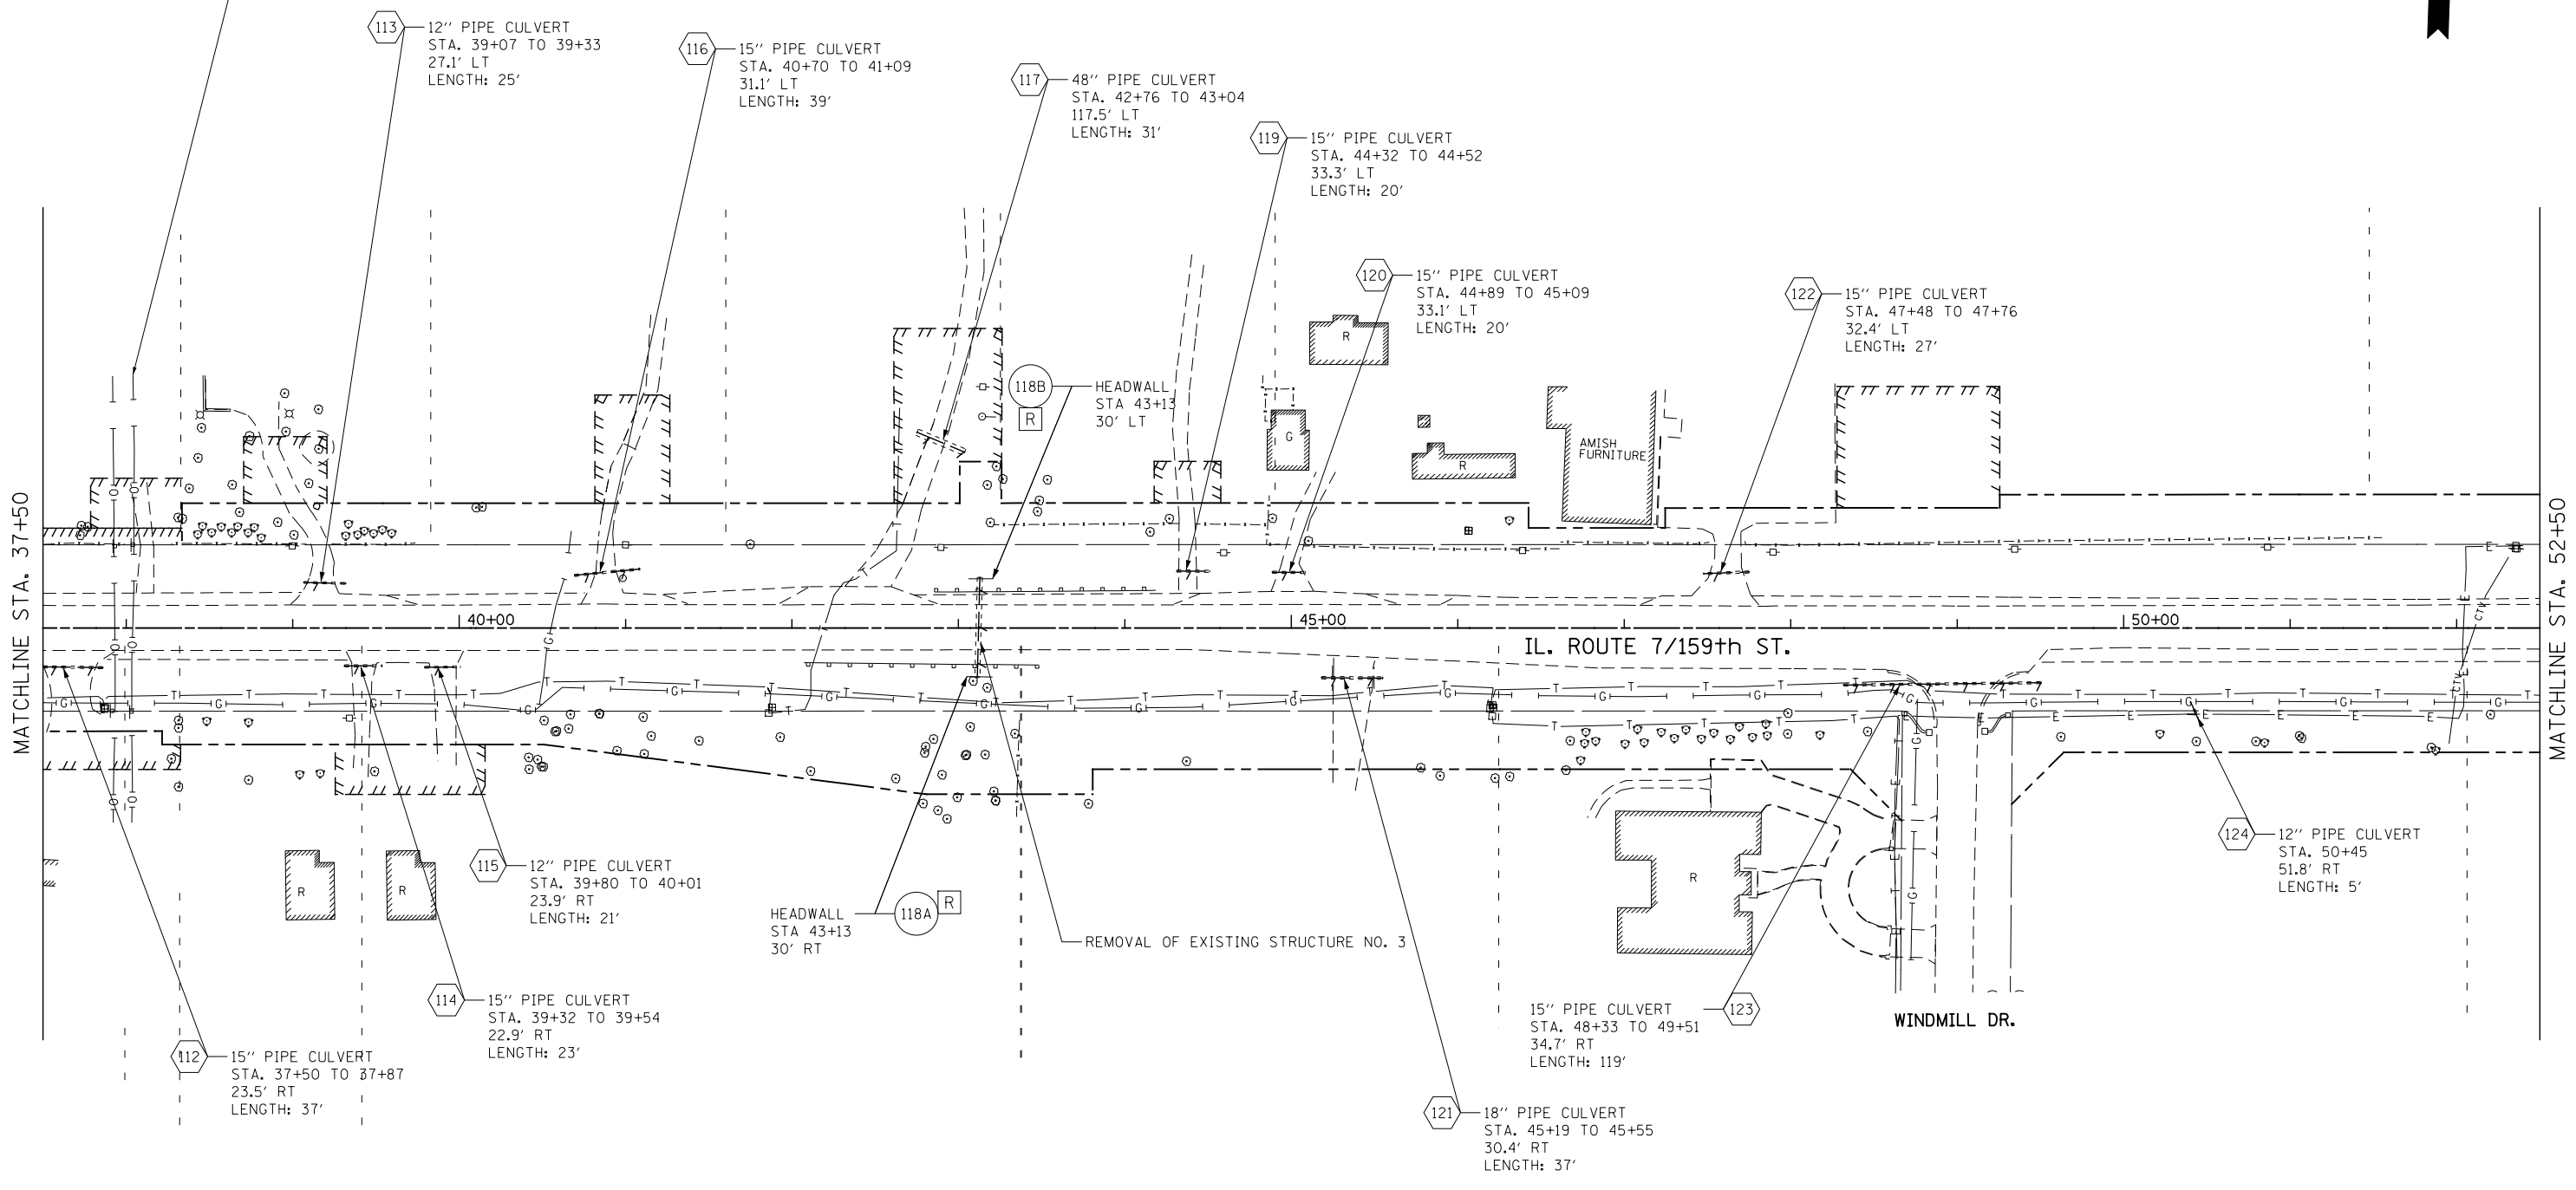 113
12" PIPE CULVERT
STA. 39+07 TO 39+33
27.1' LT
LENGTH: 25'
116
15" PIPE CULVERT
STA. 40+70 TO 41+09
31.1' LT
LENGTH: 39'
117
48" PIPE CULVERT
STA. 42+76 TO 43+04
117.5' LT
LENGTH: 31'
119
15" PIPE CULVERT
STA. 44+32 TO 44+52
33.3' LT
LENGTH: 20'
120
15" PIPE CULVERT
STA. 44+89 TO 45+09
33.1' LT
LENGTH: 20'
122
15" PIPE CULVERT
STA. 47+48 TO 47+76
32.4' LT
LENGTH: 27'
118B
R
HEADWALL
STA 43+13
30' LT
R
G
R
AMISH
FURNITURE
MATCHLINE STA. 37+50
MATCHLINE STA. 52+50
40+00
45+00
50+00
IL. ROUTE 7/159th ST.
R
R
R
115
12" PIPE CULVERT
STA. 39+80 TO 40+01
23.9' RT
LENGTH: 21'
HEADWALL
STA 43+13
30' RT
118A
R
REMOVAL OF EXISTING STRUCTURE NO. 3
124
12" PIPE CULVERT
STA. 50+45
51.8' RT
LENGTH: 5'
114
15" PIPE CULVERT
STA. 39+32 TO 39+54
22.9' RT
LENGTH: 23'
15" PIPE CULVERT
STA. 48+33 TO 49+51
34.7' RT
LENGTH: 119'
123
WINDMILL DR.
112
15" PIPE CULVERT
STA. 37+50 TO 37+87
23.5' RT
LENGTH: 37'
121
18" PIPE CULVERT
STA. 45+19 TO 45+55
30.4' RT
LENGTH: 37'